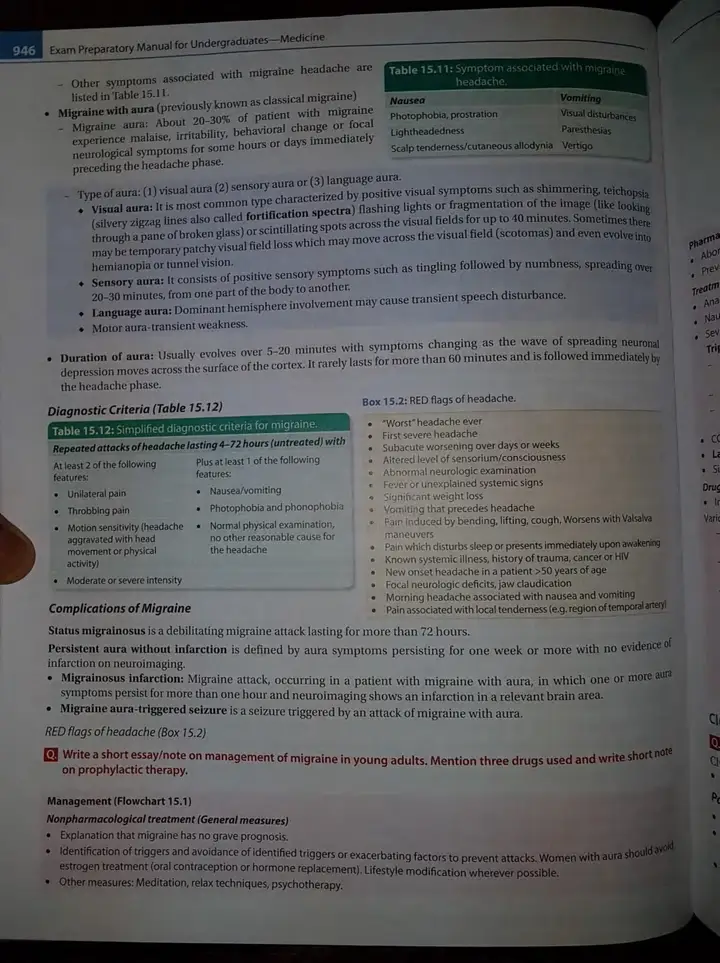 946 Exam Preparatory Manual for Undergraduates—Medicine
– Other symptoms associated with migraine headache are
listed in Table 15.11.
• Migraine with aura (previously known as classical migraine)
– Migraine aura: About 20–30% of patient with migraine
experience malaise, irritability, behavioral change or focal
neurological symptoms for some hours or days immediately
preceding the headache phase.
Table 15.11: Symptom associated with migraine
headache.
Nausea Vomiting
Photophobia, prostration Visual disturbances
Lightheadedness Paresthesias
Scalp tenderness/cutaneous allodynia Vertigo
– Type of aura: (1) visual aura (2) sensory aura or (3) language aura.
◆ Visual aura: It is most common type characterized by positive visual symptoms such as shimmering, teichopsia
(silvery zigzag lines also called fortification spectra) flashing lights or fragmentation of the image (like looking
through a pane of broken glass) or scintillating spots across the visual fields for up to 40 minutes. Sometimes there
may be temporary patchy visual field loss which may move across the visual field (scotomas) and even evolve into
hemianopia or tunnel vision.
◆ Sensory aura: It consists of positive sensory symptoms such as tingling followed by numbness, spreading over
20–30 minutes, from one part of the body to another.
◆ Language aura: Dominant hemisphere involvement may cause transient speech disturbance.
◆ Motor aura-transient weakness.
• Duration of aura: Usually evolves over 5–20 minutes with symptoms changing as the wave of spreading neuronal
depression moves across the surface of the cortex. It rarely lasts for more than 60 minutes and is followed immediately by
the headache phase.
Diagnostic Criteria (Table 15.12)
Table 15.12: Simplified diagnostic criteria for migraine.
Repeated attacks of headache lasting 4–72 hours (untreated) with
At least 2 of the following
features:
• Unilateral pain
• Throbbing pain
• Motion sensitivity (headache
aggravated with head
movement or physical
activity)
• Moderate or severe intensity
Plus at least 1 of the following
features:
• Nausea/vomiting
• Photophobia and phonophobia
• Normal physical examination,
no other reasonable cause for
the headache
Box 15.2: RED flags of headache.
• "Worst" headache ever
• First severe headache
• Subacute worsening over days or weeks
• Altered level of sensorium/consciousness
• Abnormal neurologic examination
• Fever or unexplained systemic signs
• Significant weight loss
• Vomiting that precedes headache
• Pain induced by bending, lifting, cough, Worsens with Valsalva
maneuvers
• Pain which disturbs sleep or presents immediately upon awakening
• Known systemic illness, history of trauma, cancer or HIV
• New onset headache in a patient >50 years of age
• Focal neurologic deficits, jaw claudication
• Morning headache associated with nausea and vomiting
• Pain associated with local tenderness (e.g. region of temporal artery)
Complications of Migraine
Status migrainosus is a debilitating migraine attack lasting for more than 72 hours.
Persistent aura without infarction is defined by aura symptoms persisting for one week or more with no evidence of
infarction on neuroimaging.
• Migrainosus infarction: Migraine attack, occurring in a patient with migraine with aura, in which one or more aura
symptoms persist for more than one hour and neuroimaging shows an infarction in a relevant brain area.
• Migraine aura-triggered seizure is a seizure triggered by an attack of migraine with aura.
RED flags of headache (Box 15.2)
Q. Write a short essay/note on management of migraine in young adults. Mention three drugs used and write short note
on prophylactic therapy.
Management (Flowchart 15.1)
Nonpharmacological treatment (General measures)
• Explanation that migraine has no grave prognosis.
• Identification of triggers and avoidance of identified triggers or exacerbating factors to prevent attacks. Women with aura should avoid
estrogen treatment (oral contraception or hormone replacement). Lifestyle modification wherever possible.
• Other measures: Meditation, relax techniques, psychotherapy.